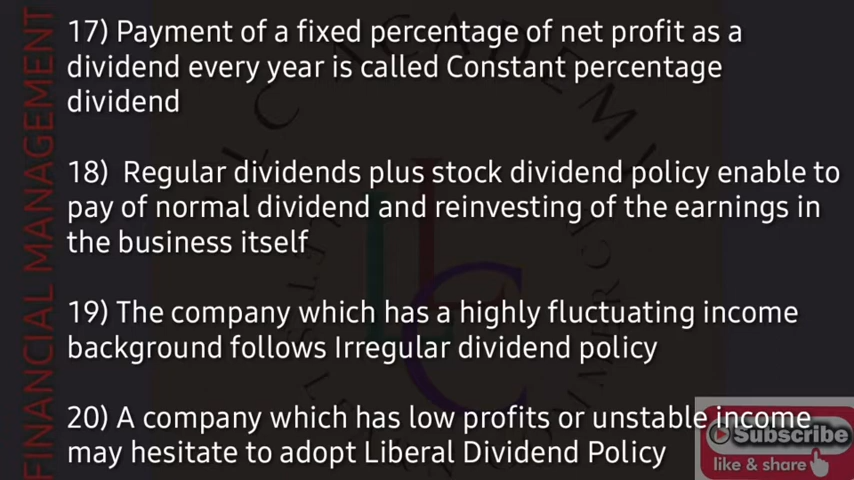 FINANCIAL MANAGEMENT
17) Payment of a fixed percentage of net profit as a
dividend every year is called Constant percentage
dividend
18) Regular dividends plus stock dividend policy enable to
pay of normal dividend and reinvesting of the earnings in
the business itself
19) The company which has a highly fluctuating income
background follows Irregular dividend policy
20) A company which has low profits or unstable income
may hesitate to adopt Liberal Dividend Policy
Subscribe
like & share
LC ACADEMY